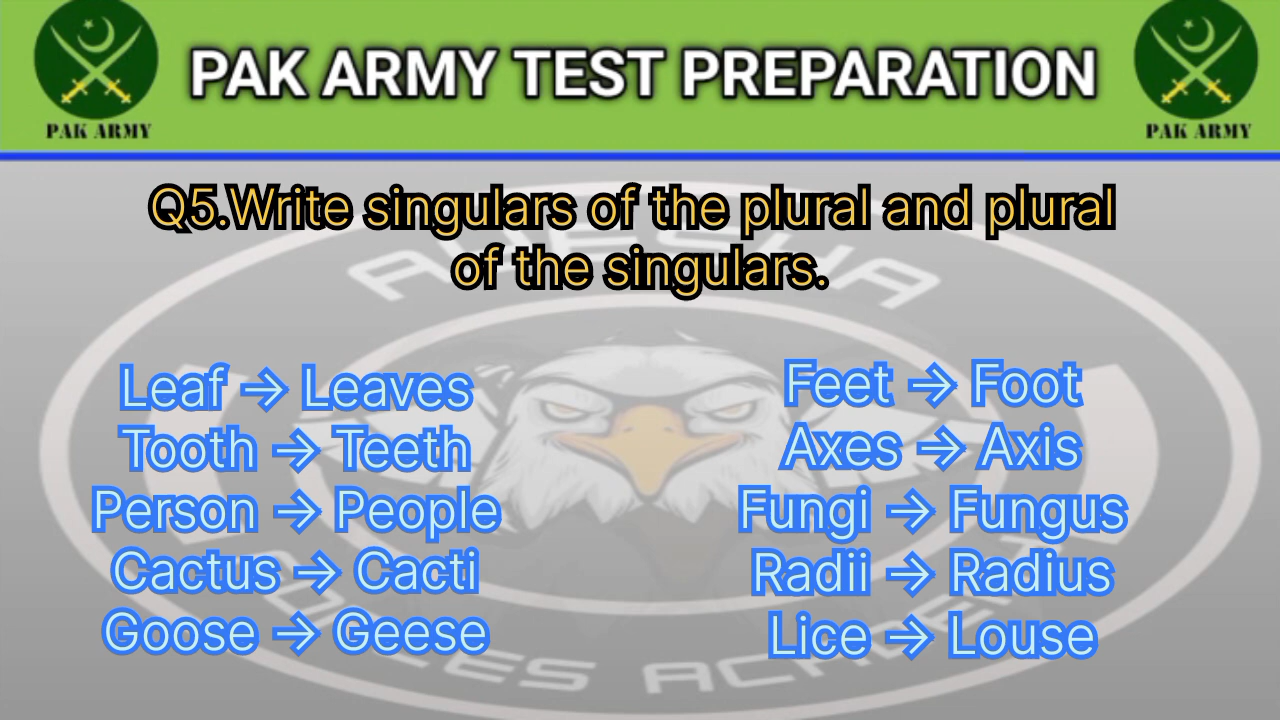 PAK ARMY TEST PREPARATION
PAK ARMY
PAK ARMY
Q5.Write singulars of the plural and plural
of the singulars.
Leaf → Leaves
Tooth → Teeth
Person → People
Cactus → Cacti
Goose → Geese
Feet → Foot
Axes → Axis
Fungi → Fungus
Radii → Radius
Lice → Louse